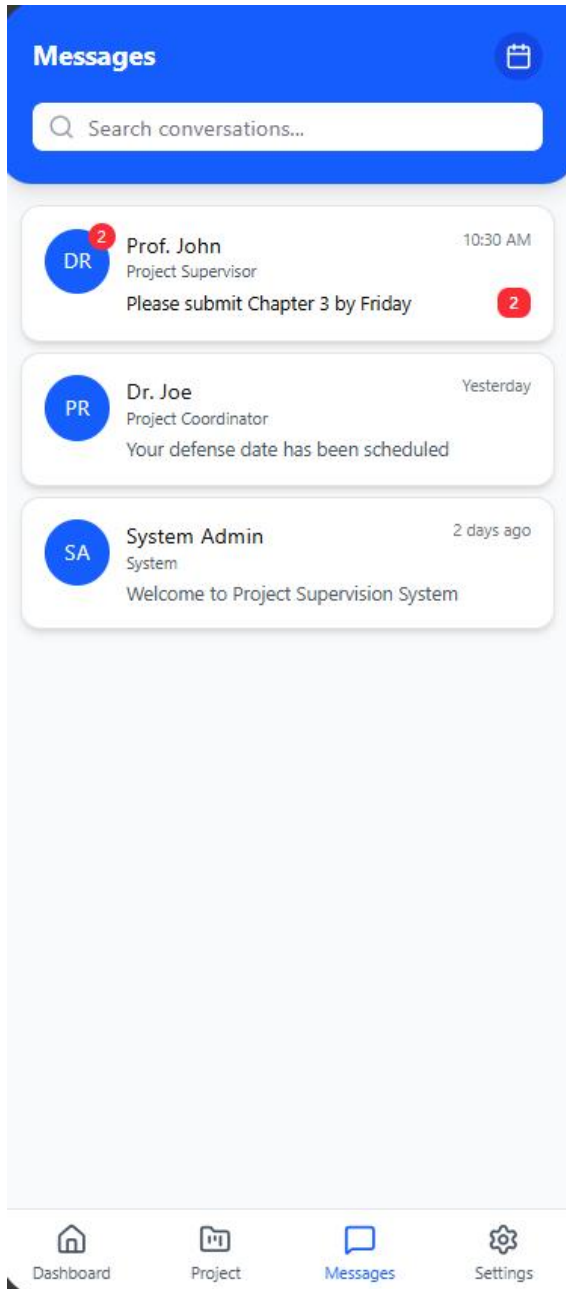 Messages
Search conversations...
DR
2
Prof. John
10:30 AM
Project Supervisor
Please submit Chapter 3 by Friday
2
PR
Dr. Joe
Yesterday
Project Coordinator
Your defense date has been scheduled
SA
System Admin
2 days ago
System
Welcome to Project Supervision System
Dashboard
Project
Messages
Settings